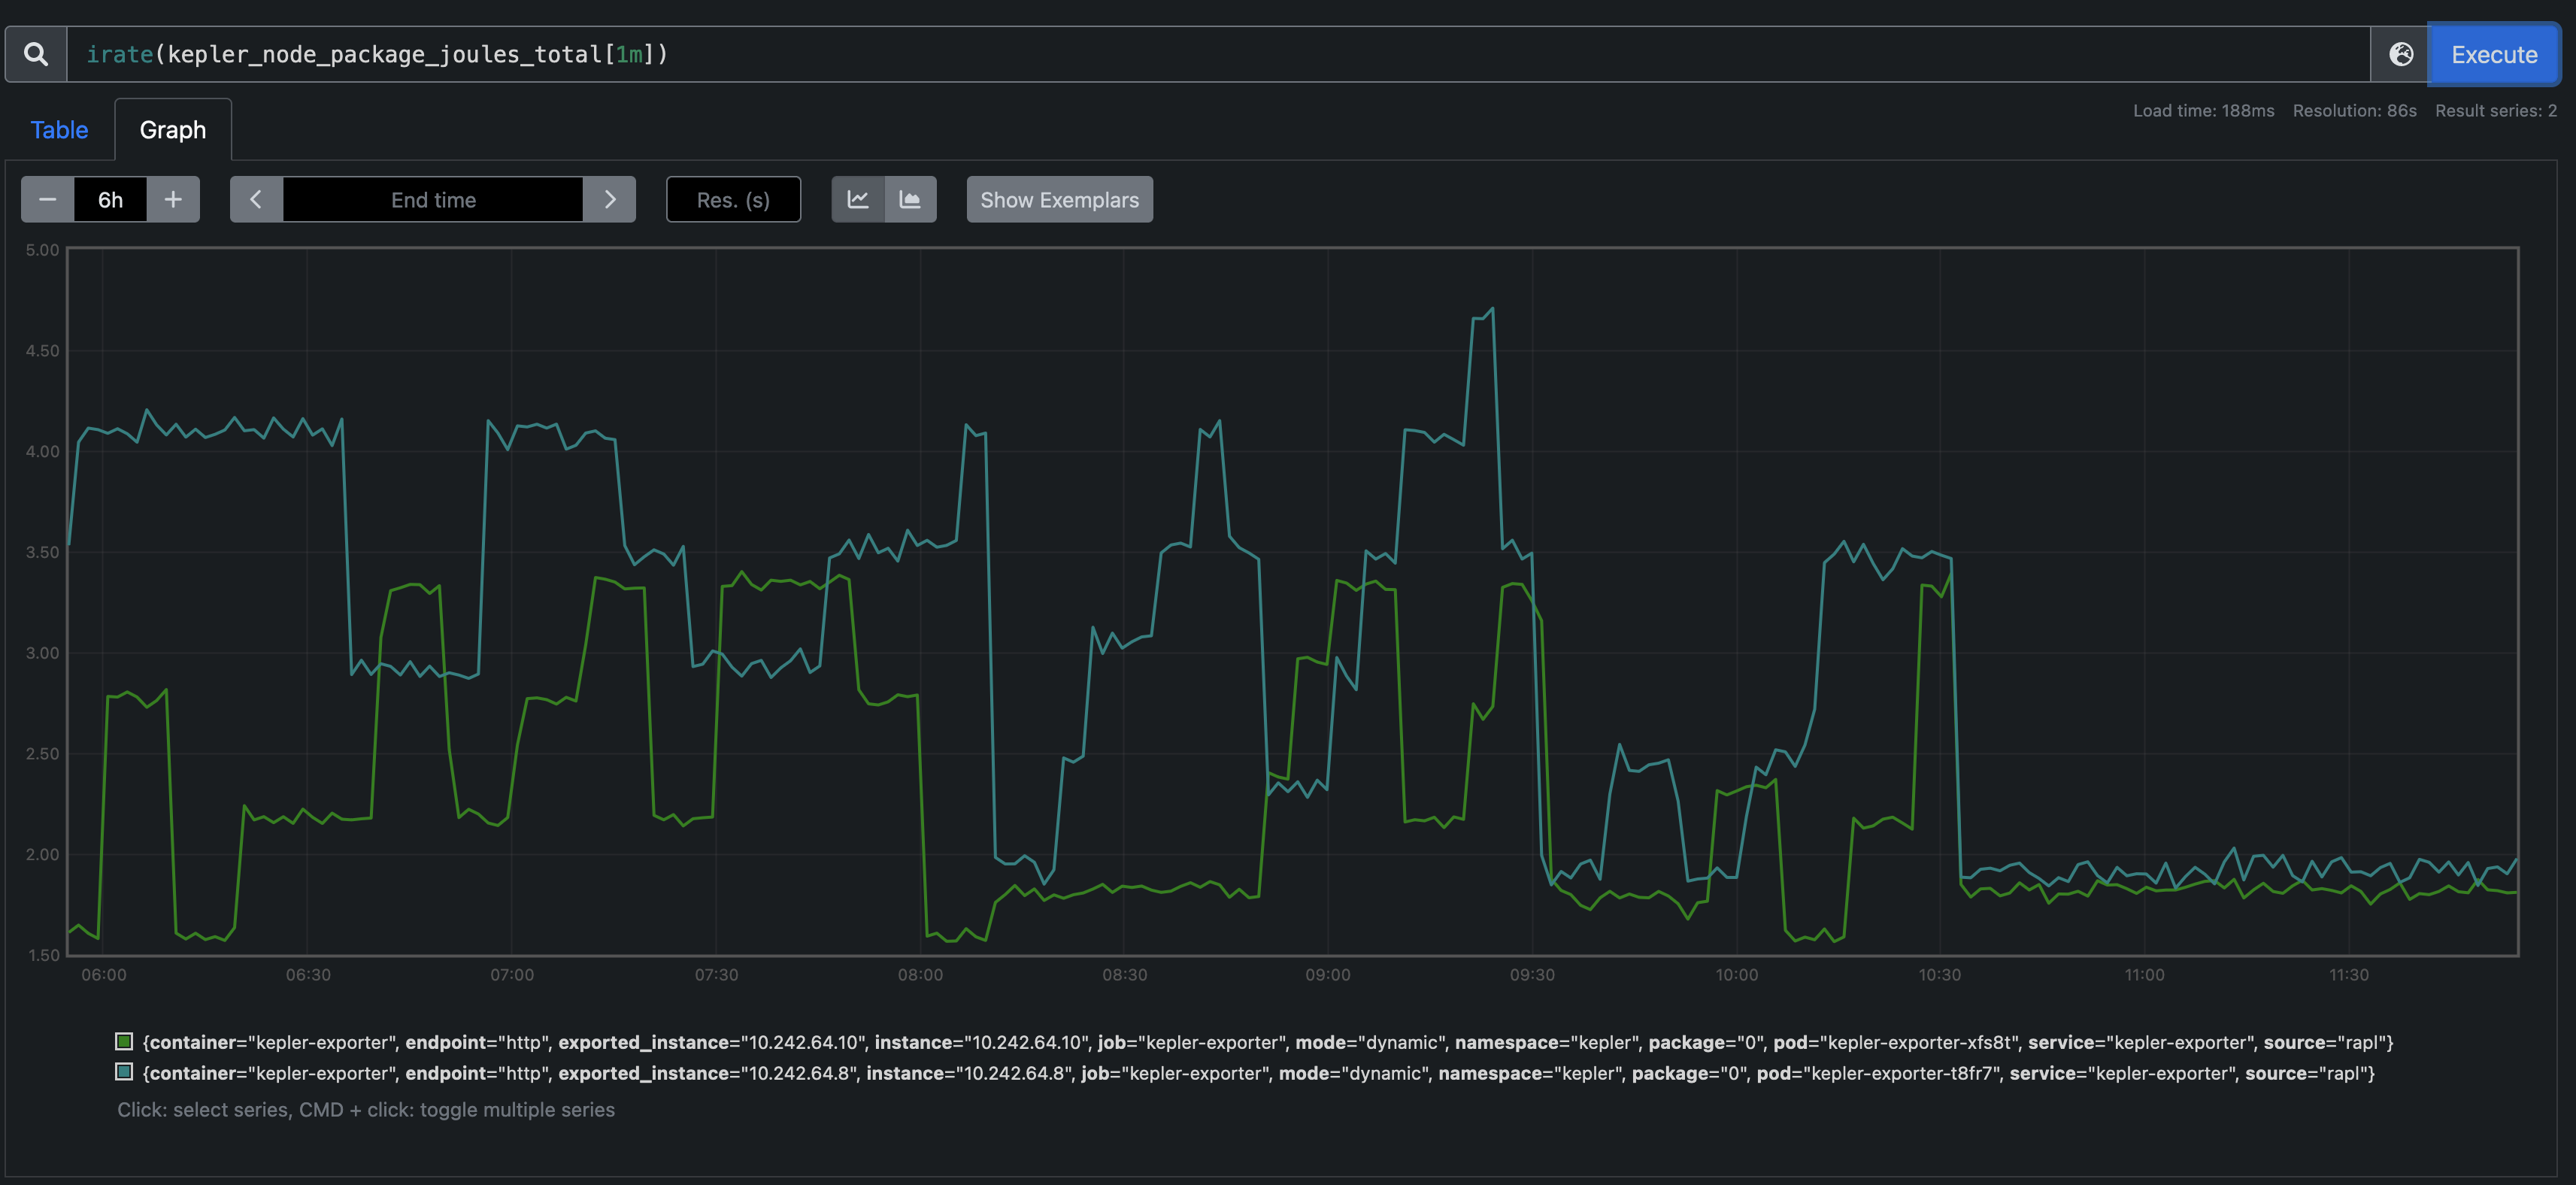 irate(kepler_node_package_joules_total[1m])
Execute
Load time: 188ms Resolution: 86s Result series: 2
Table Graph
6h End time Res. (s) Show Exemplars
5.00
4.50
4.00
3.50
3.00
2.50
2.00
1.50
06:00 06:30 07:00 07:30 08:00 08:30 09:00 09:30 10:00 10:30 11:00 11:30
{container="kepler-exporter", endpoint="http", exported_instance="10.242.64.10", instance="10.242.64.10", job="kepler-exporter", mode="dynamic", namespace="kepler", package="0", pod="kepler-exporter-xfs8t", service="kepler-exporter", source="rapl"}
{container="kepler-exporter", endpoint="http", exported_instance="10.242.64.8", instance="10.242.64.8", job="kepler-exporter", mode="dynamic", namespace="kepler", package="0", pod="kepler-exporter-t8fr7", service="kepler-exporter", source="rapl"}
Click: select series, CMD + click: toggle multiple series